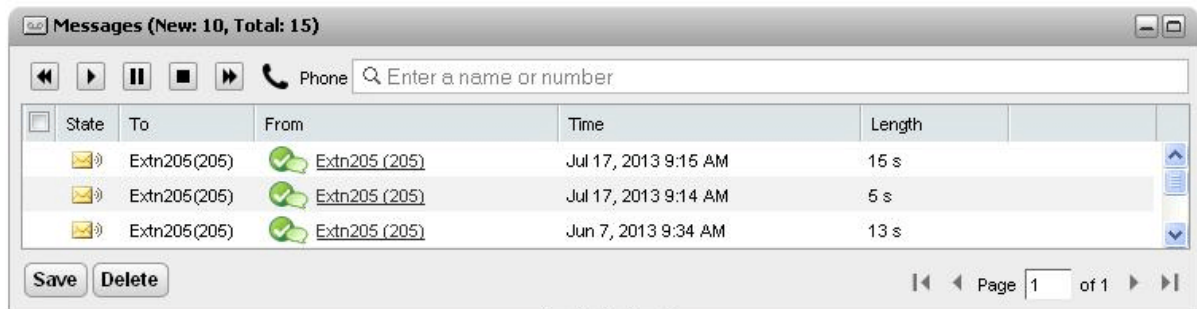 Messages (New: 10, Total: 15)
Phone Enter a name or number
State To From Time Length
Extn205(205) Extn205 (205) Jul 17, 2013 9:15 AM 15 s
Extn205(205) Extn205 (205) Jul 17, 2013 9:14 AM 5 s
Extn205(205) Extn205 (205) Jun 7, 2013 9:34 AM 13 s
Save Delete Page 1 of 1